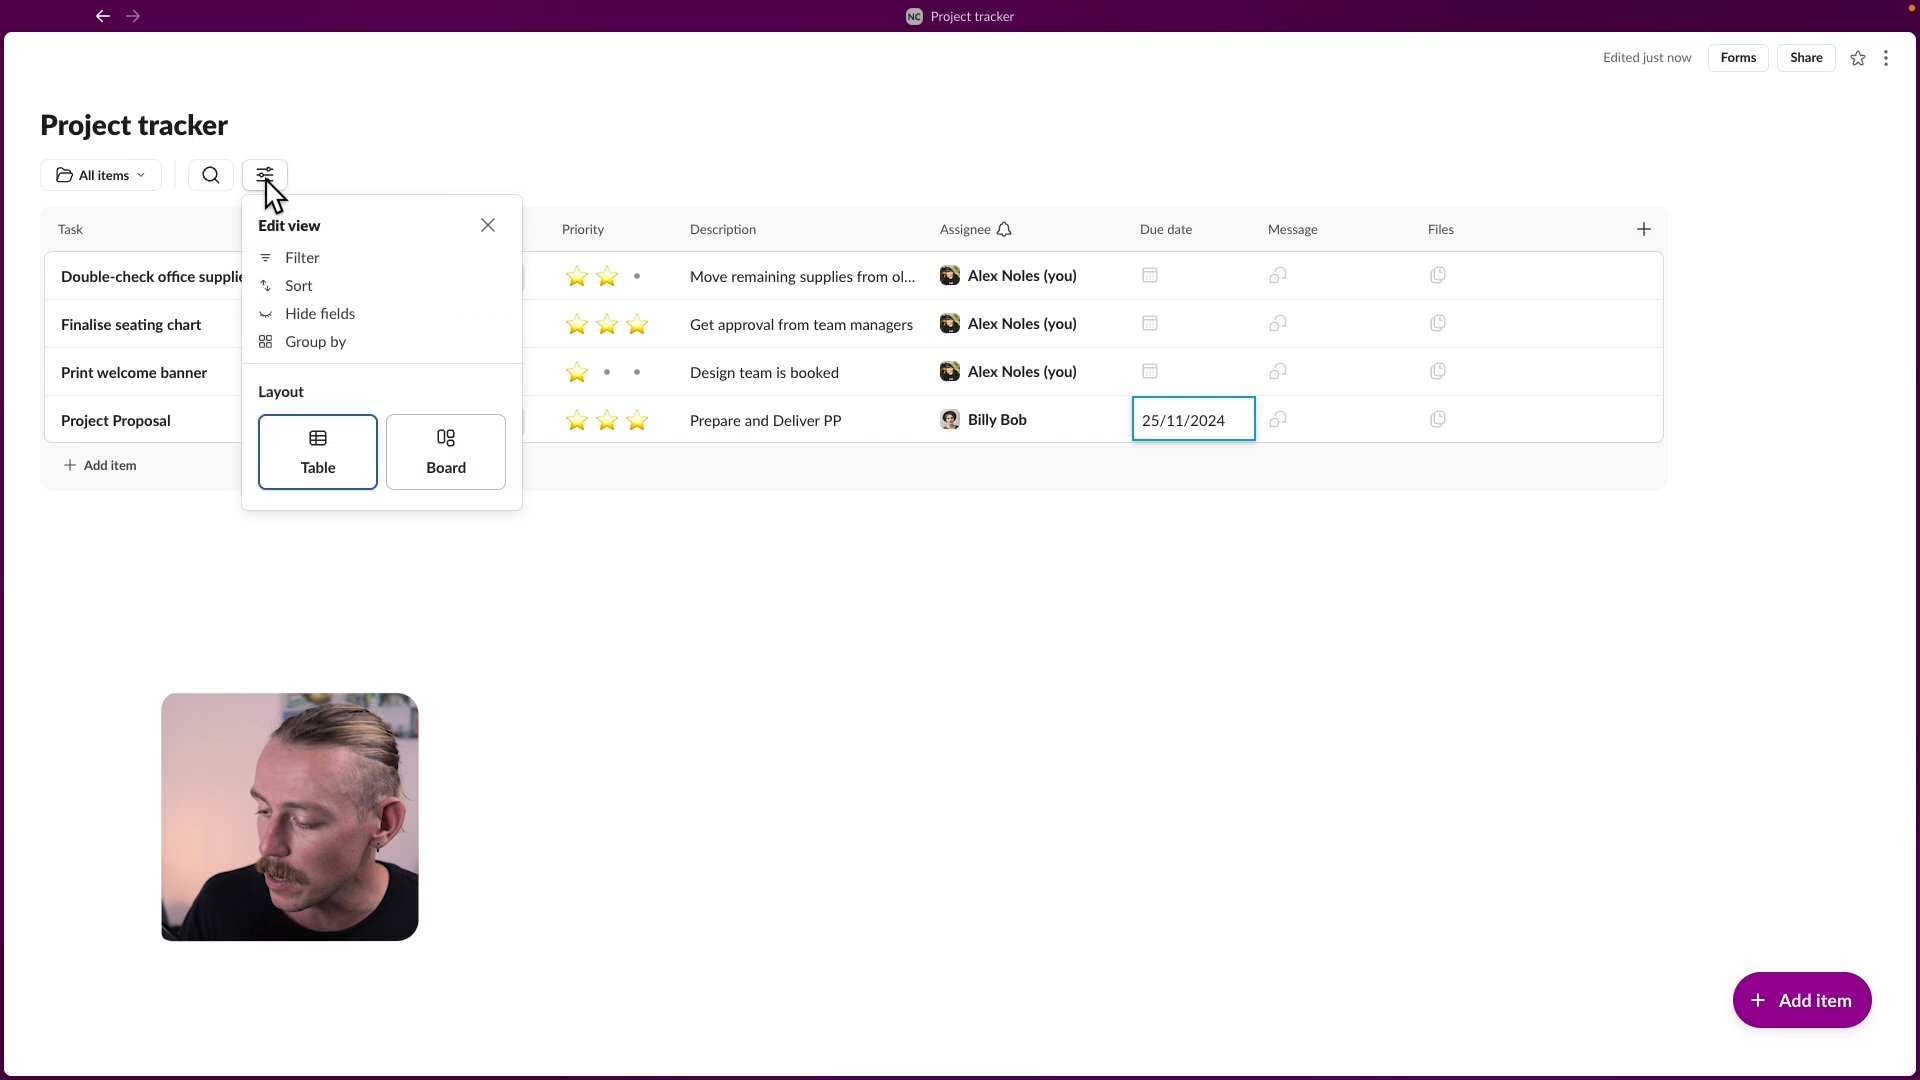 NC Project tracker
Edited just now Forms Share
Project tracker
All items
Task Priority Description Assignee Due date Message Files
Edit view
Filter
Sort
Hide fields
Group by
Layout
Table Board
Double-check office supplie Move remaining supplies from ol... Alex Noles (you)
Finalise seating chart Get approval from team managers Alex Noles (you)
Print welcome banner Design team is booked Alex Noles (you)
Project Proposal Prepare and Deliver PP Billy Bob 25/11/2024
+ Add item
+ Add item